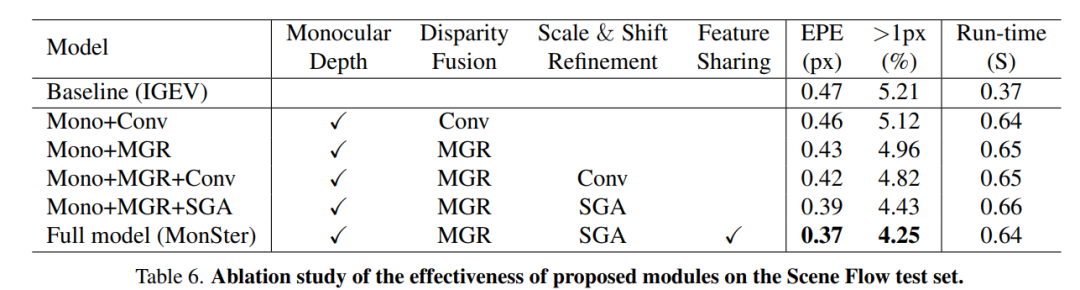 Model Monocular Depth Disparity Fusion Scale & Shift Refinement Feature Sharing EPE (px) >1px (%) Run-time (S)
Baseline (IGEV) 0.47 5.21 0.37
Mono+Conv ✓ Conv 0.46 5.12 0.64
Mono+MGR ✓ MGR 0.43 4.96 0.65
Mono+MGR+Conv ✓ MGR Conv 0.42 4.82 0.65
Mono+MGR+SGA ✓ MGR SGA 0.39 4.43 0.66
Full model (MonSter) ✓ MGR SGA ✓ 0.37 4.25 0.64
Table 6. Ablation study of the effectiveness of proposed modules on the Scene Flow test set.